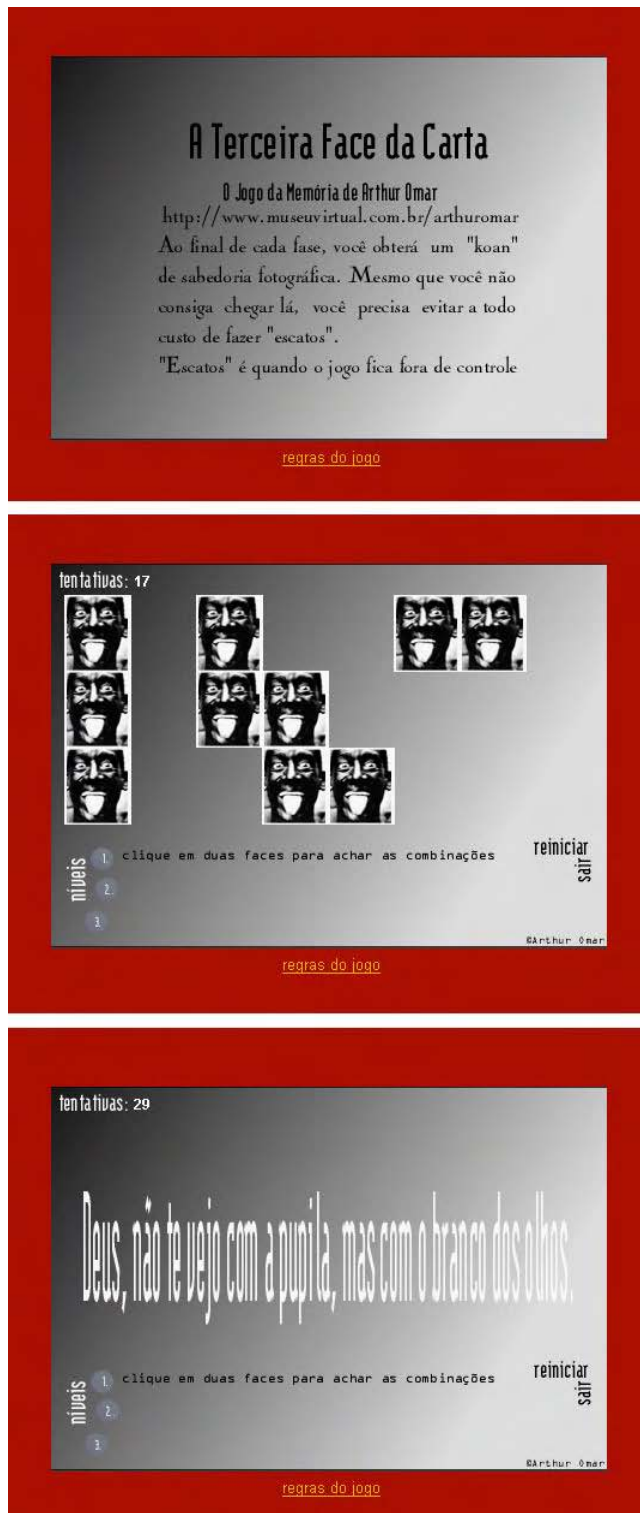 A Terceira Face da Carta
O Jogo da Memória de Arthur Omar
http://www.museuvirtual.com.br/arthuromar
Ao final de cada fase, você obterá um "koan"
de sabedoria fotográfica. Mesmo que você não
consiga chegar lá, você precisa evitar a todo
custo de fazer "escatos".
"Escatos" é quando o jogo fica fora de controle
regras do jogo
tentativas: 17
níveis
1.
clique em duas faces para achar as combinações
2.
3.
reiniciar
sair
©Arthur Omar
regras do jogo
tentativas: 29
Deus, não te vejo com a pupila, mas com o branco dos olhos.
níveis
1.
clique em duas faces para achar as combinações
2.
3.
reiniciar
sair
©Arthur Omar
regras do jogo